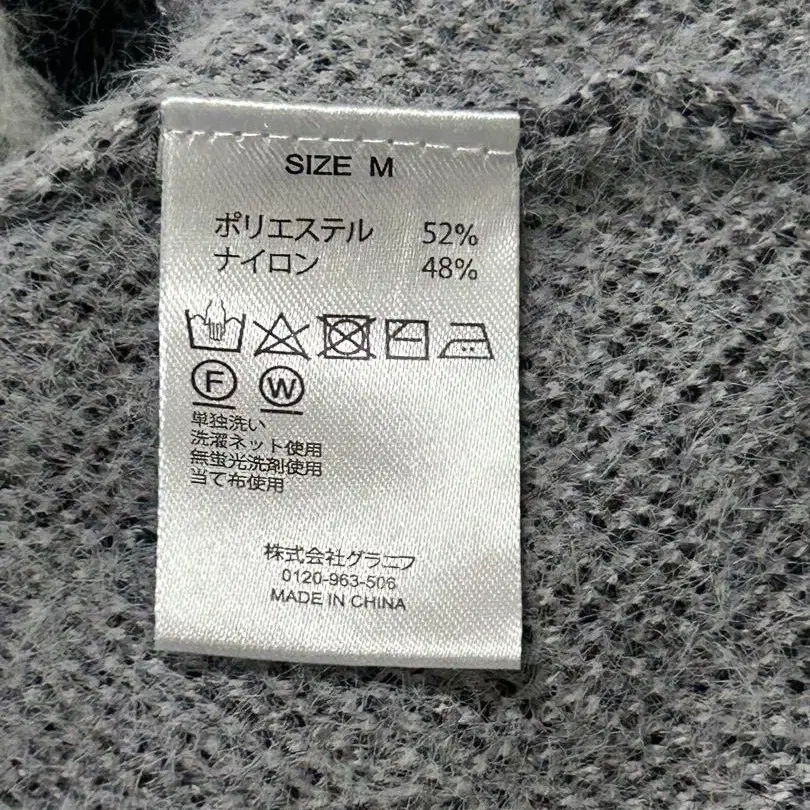 SIZE M
ポリエステル 52%
ナイロン 48%
F W
単独洗い
洗濯ネット使用
無蛍光洗剤使用
当て布使用
株式会社グラニフ
0120-963-506
MADE IN CHINA